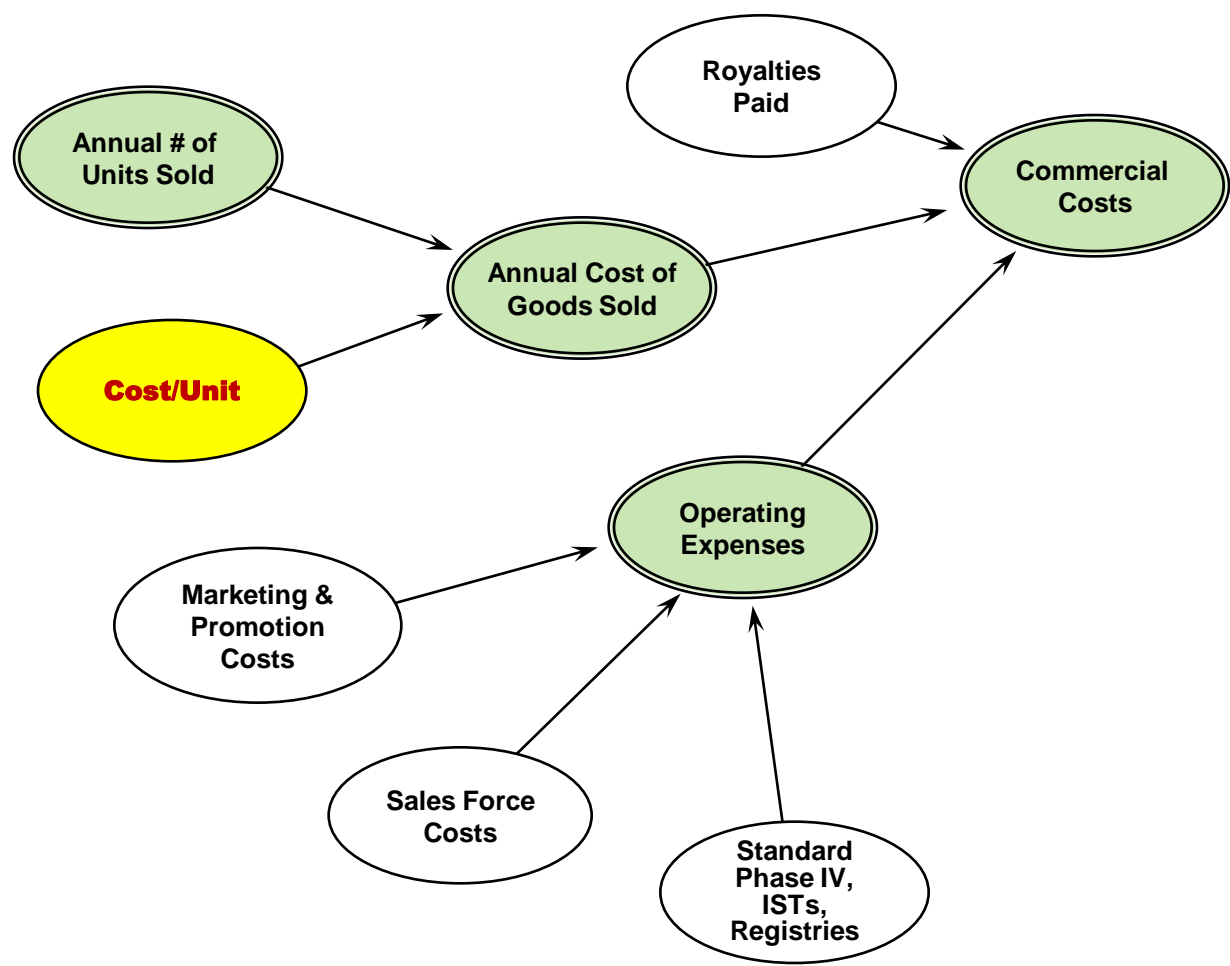 Royalties
Paid
Annual # of
Units Sold
Commercial
Costs
Annual Cost of
Goods Sold
Cost/Unit
Operating
Expenses
Marketing &
Promotion
Costs
Sales Force
Costs
Standard
Phase IV,
ISTs,
Registries